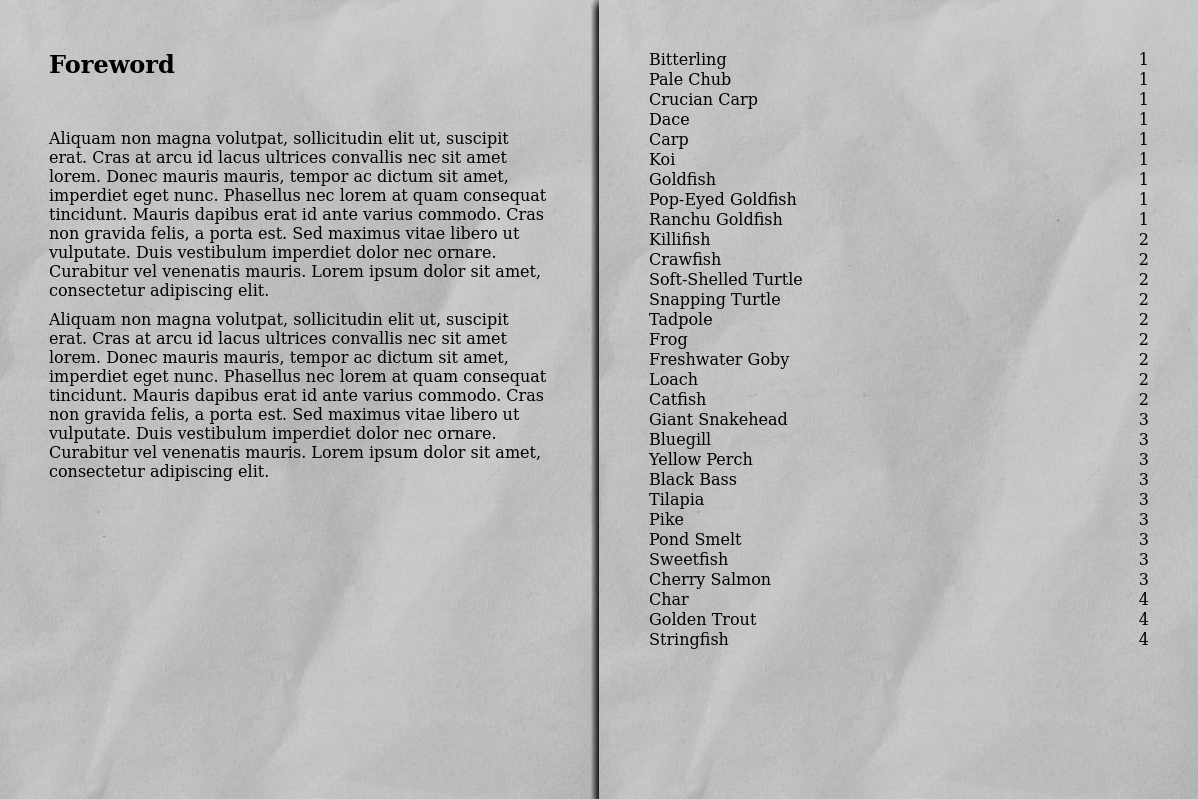 Foreword
Aliquam non magna volutpat, sollicitudin elit ut, suscipit
erat. Cras at arcu id lacus ultrices convallis nec sit amet
lorem. Donec mauris mauris, tempor ac dictum sit amet,
imperdiet eget nunc. Phasellus nec lorem at quam consequat
tincidunt. Mauris dapibus erat id ante varius commodo. Cras
non gravida felis, a porta est. Sed maximus vitae libero ut
vulputate. Duis vestibulum imperdiet dolor nec ornare.
Curabitur vel venenatis mauris. Lorem ipsum dolor sit amet,
consectetur adipiscing elit.
Aliquam non magna volutpat, sollicitudin elit ut, suscipit
erat. Cras at arcu id lacus ultrices convallis nec sit amet
lorem. Donec mauris mauris, tempor ac dictum sit amet,
imperdiet eget nunc. Phasellus nec lorem at quam consequat
tincidunt. Mauris dapibus erat id ante varius commodo. Cras
non gravida felis, a porta est. Sed maximus vitae libero ut
vulputate. Duis vestibulum imperdiet dolor nec ornare.
Curabitur vel venenatis mauris. Lorem ipsum dolor sit amet,
consectetur adipiscing elit.
Bitterling 1
Pale Chub 1
Crucian Carp 1
Dace 1
Carp 1
Koi 1
Goldfish 1
Pop-Eyed Goldfish 1
Ranchu Goldfish 1
Killifish 2
Crawfish 2
Soft-Shelled Turtle 2
Snapping Turtle 2
Tadpole 2
Frog 2
Freshwater Goby 2
Loach 2
Catfish 2
Giant Snakehead 3
Bluegill 3
Yellow Perch 3
Black Bass 3
Tilapia 3
Pike 3
Pond Smelt 3
Sweetfish 3
Cherry Salmon 3
Char 4
Golden Trout 4
Stringfish 4